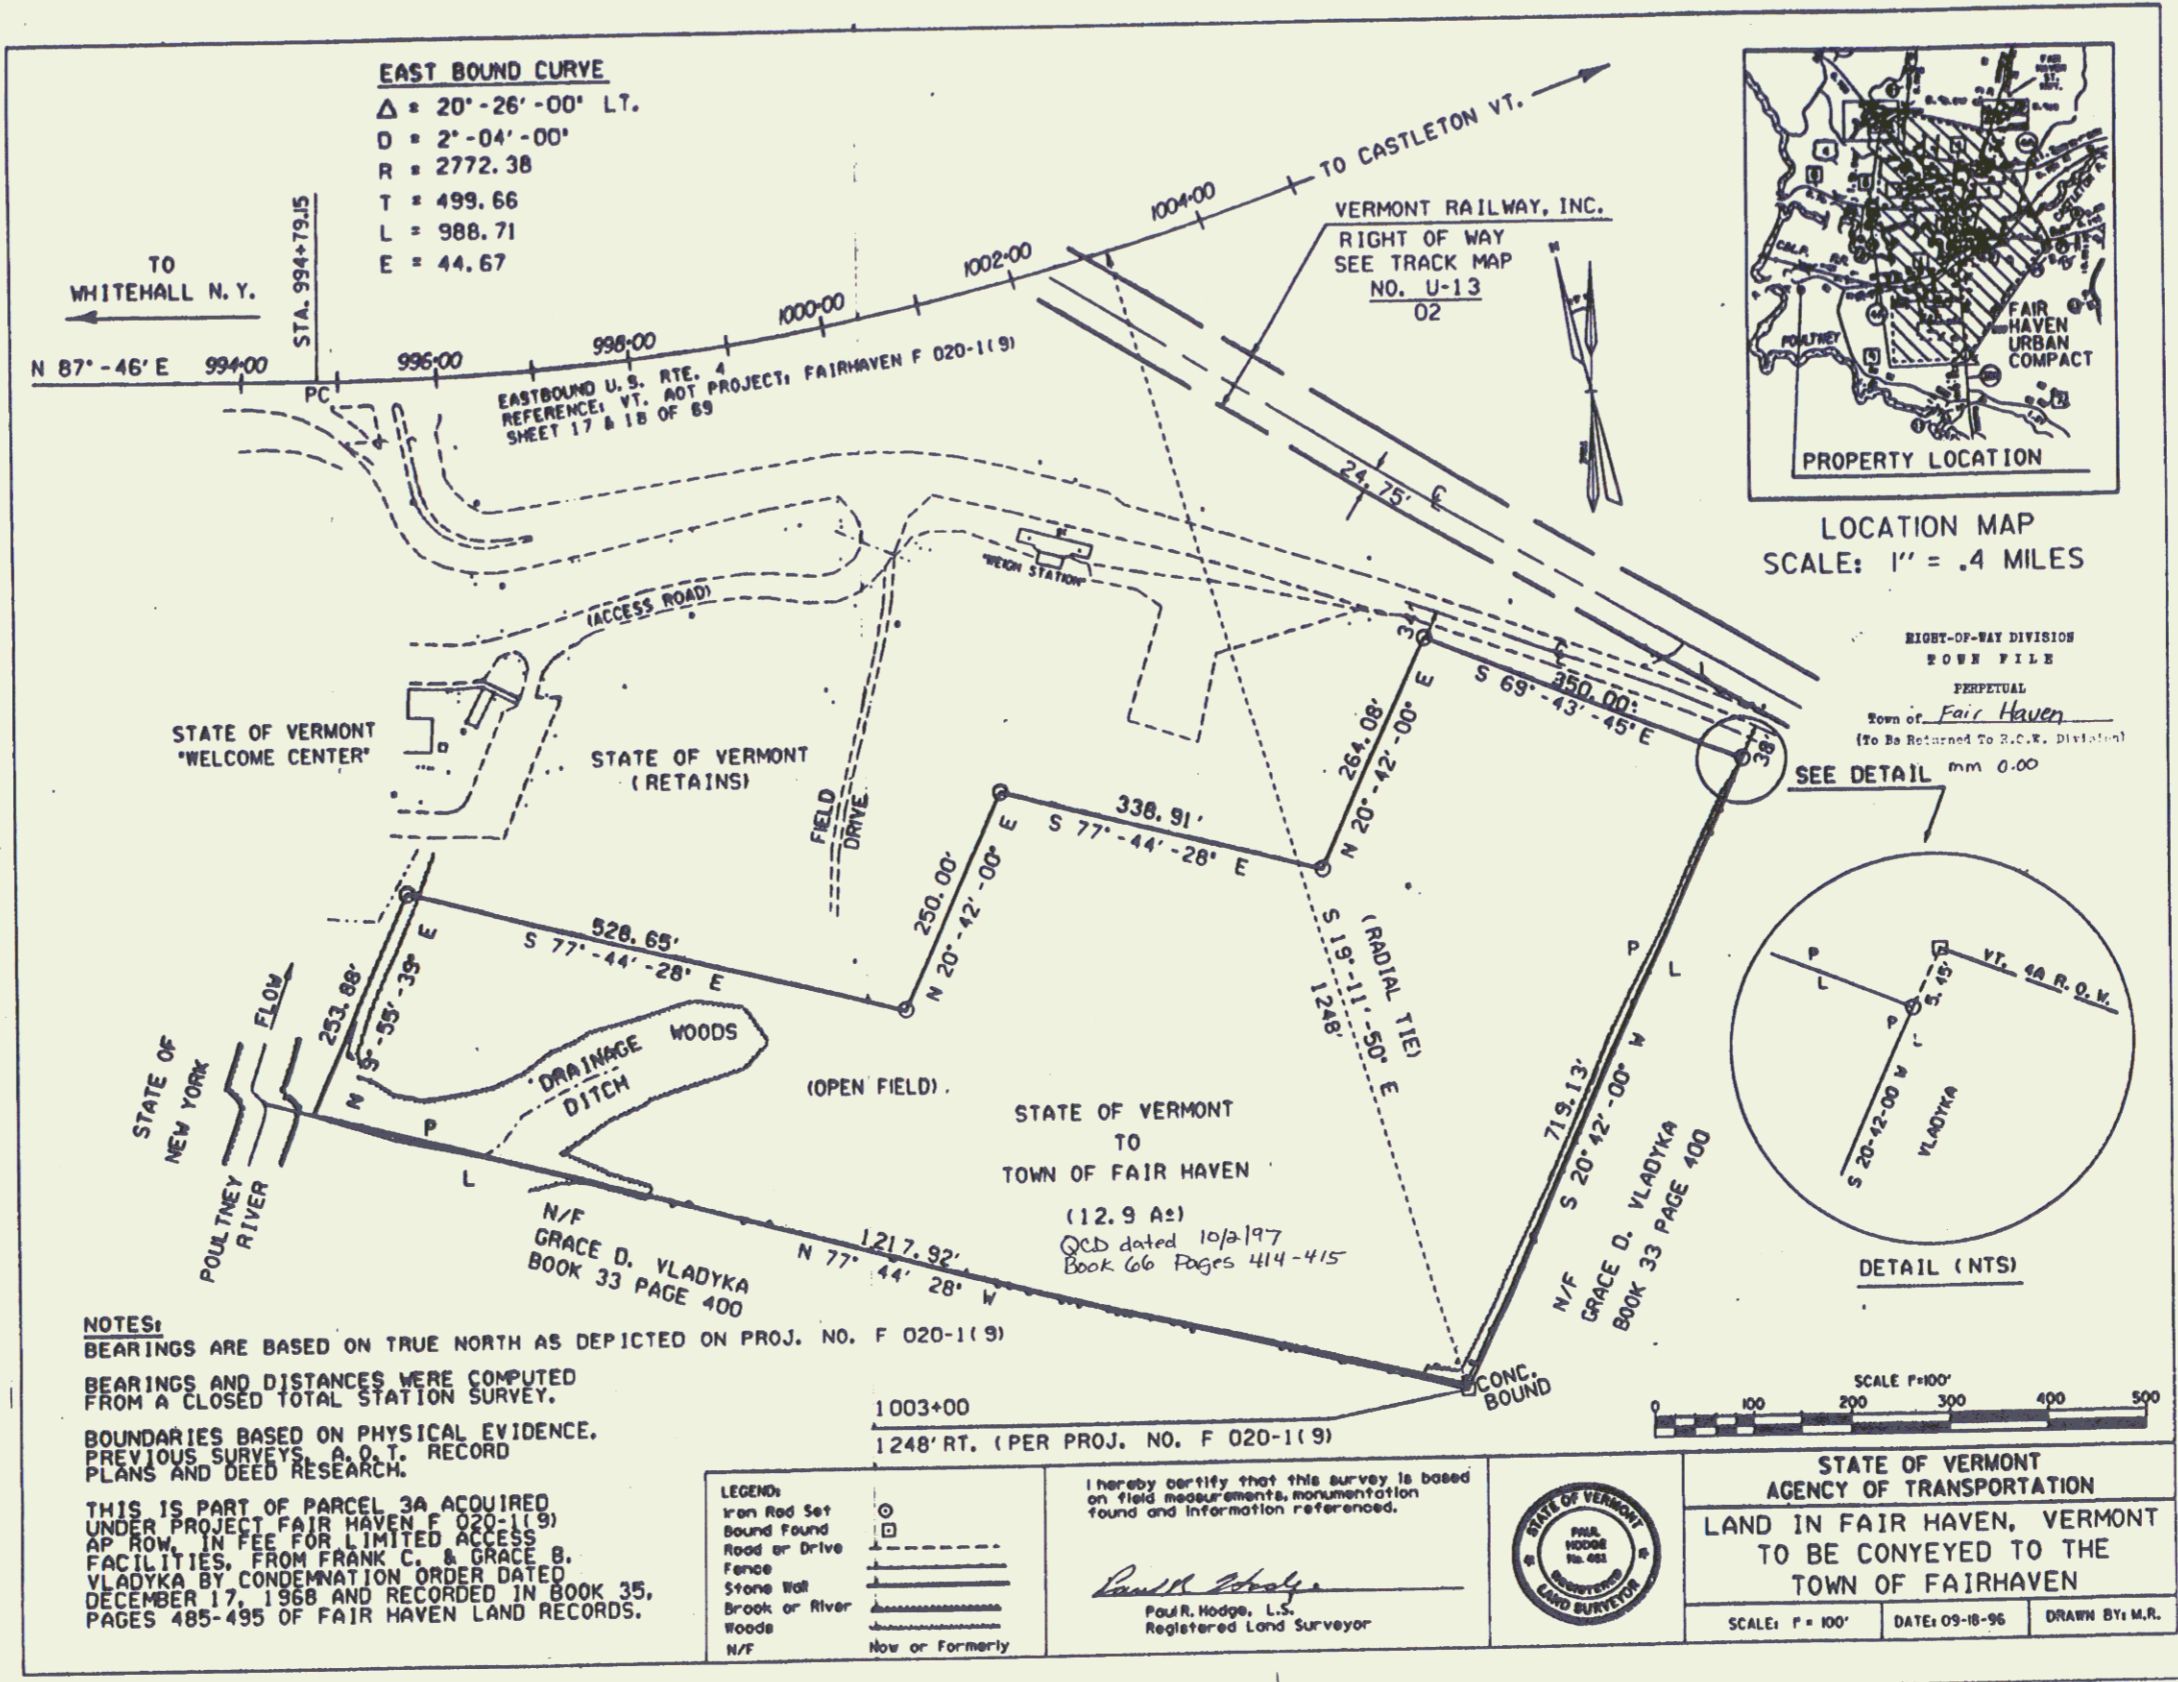 EAST BOUND CURVE
Δ = 20°-26'-00" LT.
D = 2°-04'-00"
R = 2772.38
T = 499.66
L = 988.71
E = 44.67
TO
WHITEHALL N.Y.
STA. 994+79.15
N 87°-46' E
994+00
PC
996+00
998+00
1000+00
1002+00
1004+00
TO CASTLETON VT.
EASTBOUND U.S. RTE. 4
REFERENCE: VT. AOT PROJECT: FAIRHAVEN F 020-1(9)
SHEET 17 & 18 OF 69
VERMONT RAILWAY, INC.
RIGHT OF WAY
SEE TRACK MAP
NO. U-13
02
N
24.75'
FAIR
HAVEN
URBAN
COMPACT
POULTNEY
PROPERTY LOCATION
LOCATION MAP
SCALE: 1" = .4 MILES
RIGHT-OF-WAY DIVISION
TOWN FILE
PERPETUAL
Town of Fair Haven
(To Be Returned To R.O.W. Division)
mm 0.00
SEE DETAIL
(ACCESS ROAD)
"WEIGH STATION"
34'
350.00'
S 69°-43'-45" E
38'
264.08'
N 20°-42'-00" E
STATE OF VERMONT
"WELCOME CENTER"
STATE OF VERMONT
(RETAINS)
FIELD
DRIVE
338.91'
S 77°-44'-28" E
250.00'
N 20°-42'-00" E
528.65'
S 77°-44'-28" E
253.88'
N 19°-55'-39" E
FLOW
STATE OF
NEW YORK
POULTNEY
RIVER
WOODS
DRAINAGE
DITCH
(OPEN FIELD)
(RADIAL TIE)
S 19°-11'-50" E
1248'
P
L
719.13'
S 20°-42'-00" W
N/F
GRACE D. VLADYKA
BOOK 33 PAGE 400
STATE OF VERMONT
TO
TOWN OF FAIR HAVEN
(12.9 A±)
QCD dated 10/2/97
Book 66 Pages 414-415
P
L
N/F
GRACE D. VLADYKA
BOOK 33 PAGE 400
1217.92'
N 77° 44' 28" W
CONC.
BOUND
1003+00
1248' RT. (PER PROJ. NO. F 020-1(9)
P
L
VT. 4A R.O.W.
5.45'
P
L
S 20-42-00 W
VLADYKA
DETAIL (NTS)
NOTES:
BEARINGS ARE BASED ON TRUE NORTH AS DEPICTED ON PROJ. NO. F 020-1(9)
BEARINGS AND DISTANCES WERE COMPUTED
FROM A CLOSED TOTAL STATION SURVEY.
BOUNDARIES BASED ON PHYSICAL EVIDENCE,
PREVIOUS SURVEYS, A.O.T. RECORD
PLANS AND DEED RESEARCH.
THIS IS PART OF PARCEL 3A ACQUIRED
UNDER PROJECT FAIR HAVEN F 020-1(9)
AP ROW, IN FEE FOR LIMITED ACCESS
FACILITIES, FROM FRANK C. & GRACE B.
VLADYKA BY CONDEMNATION ORDER DATED
DECEMBER 17, 1968 AND RECORDED IN BOOK 35,
PAGES 485-495 OF FAIR HAVEN LAND RECORDS.
LEGEND:
Iron Rod Set
Bound Found
Road or Drive
Fence
Stone Wall
Brook or River
Woods
N/F Now or Formerly
I hereby certify that this survey is based
on field measurements, monumentation
found and information referenced.
Paul R. Hodge
Paul R. Hodge, L.S.
Registered Land Surveyor
STATE OF VERMONT
PAUL
HODGE
No. 461
REGISTERED
LAND SURVEYOR
SCALE 1"=100'
0 100 200 300 400 500
STATE OF VERMONT
AGENCY OF TRANSPORTATION
LAND IN FAIR HAVEN, VERMONT
TO BE CONYEYED TO THE
TOWN OF FAIRHAVEN
SCALE: 1" = 100'
DATE: 09-18-96
DRAWN BY: M.R.